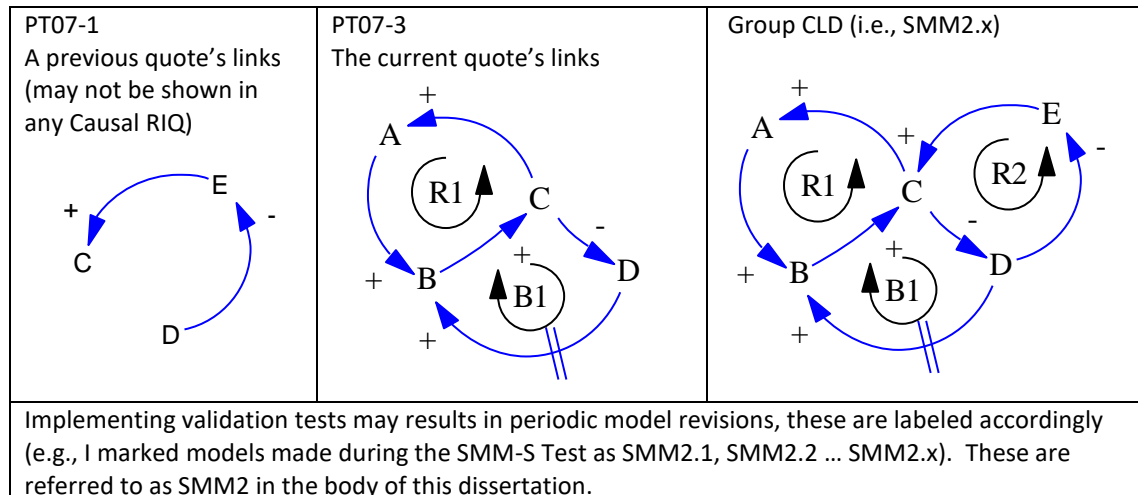 PT07-1
A previous quote's links
(may not be shown in
any Causal RIQ)
E
+
-
C
D
PT07-3
The current quote's links
+
A
R1
C
-
+
B
+
D
B1
+
Group CLD (i.e., SMM2.x)
+
A
E
+
-
R1
R2
C
-
+
B
+
D
B1
+
Implementing validation tests may results in periodic model revisions, these are labeled accordingly
(e.g., I marked models made during the SMM-S Test as SMM2.1, SMM2.2 … SMM2.x). These are
referred to as SMM2 in the body of this dissertation.